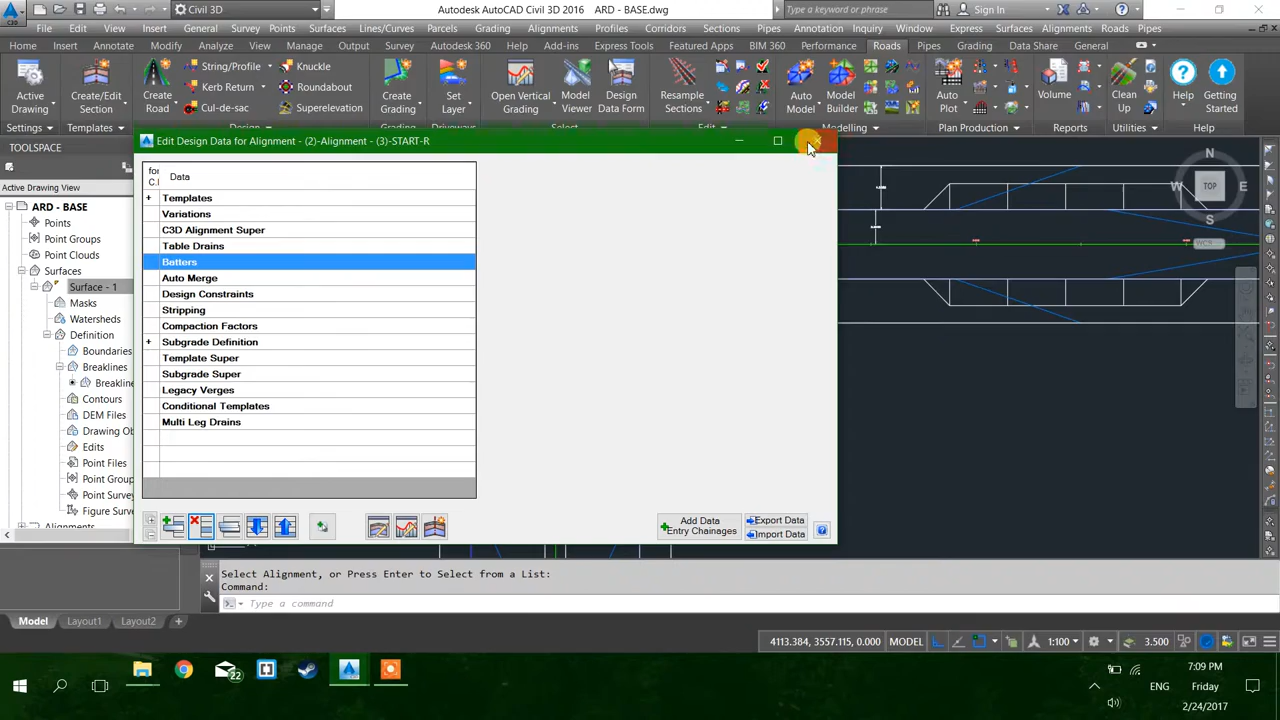 Civil 3D
Autodesk AutoCAD Civil 3D 2016 ARD - BASE.dwg
Type a keyword or phrase
Sign In
File Edit View Insert General Survey Points Surfaces Lines/Curves Parcels Grading Alignments Profiles Corridors Sections Pipes Annotation Inquiry Window Express Surfaces Alignments Roads Pipes
Home Insert Annotate Modify Analyze View Manage Output Survey Autodesk 360 Help Add-ins Express Tools Featured Apps BIM 360 Performance Roads Pipes Grading Data Share General
Active Drawing
Create/Edit Section
Create Road
String/Profile
Kerb Return
Cul-de-sac
Knuckle
Roundabout
Superelevation
Create Grading
Set Layer
Open Vertical Grading
Model Viewer
Design Data Form
Resample Sections
Auto Model
Model Builder
Auto Plot
Volume
Clean Up
Help
Getting Started
Settings Templates Design Grading Driveways Select Edit Modelling Plan Production Reports Utilities Help
TOOLSPACE
Active Drawing View
ARD - BASE
Points
Point Groups
Point Clouds
Surfaces
Surface - 1
Masks
Watersheds
Definition
Boundaries
Breaklines
Breakline
Contours
DEM Files
Drawing Ob
Edits
Point Files
Point Group
Point Surve
Figure Surv
Alignments
Edit Design Data for Alignment - (2)-Alignment - (3)-START-R
for
C.
Data
+ Templates
Variations
C3D Alignment Super
Table Drains
Batters
Auto Merge
Design Constraints
Stripping
Compaction Factors
+ Subgrade Definition
Template Super
Subgrade Super
Legacy Verges
Conditional Templates
Multi Leg Drains
Add Data
Entry Chainages
Export Data
Import Data
N
W TOP E
S
WCS
Select Alignment, or Press Enter to Select from a List:
Command:
Type a command
Model Layout1 Layout2 +
4113.384, 3557.115, 0.000 MODEL
1:100
3.500
22
ENG
7:09 PM
Friday
2/24/2017